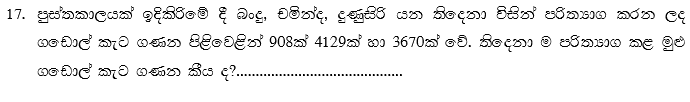 17. පුස්තකාලයක් ඉදිකිරිමේ දී බංදු, චමින්ද, දුණුසිරි යන තිදෙනා විසින් පරිත්‍යාග කරන ලද
ගඩොල් කැට ගණන පිළිවෙළින් 908ක් 4129ක් හා 3670ක් වේ. තිදෙනා ම පරිත්‍යාග කළ මුළු
ගඩොල් කැට ගණන කීය ද?............................................